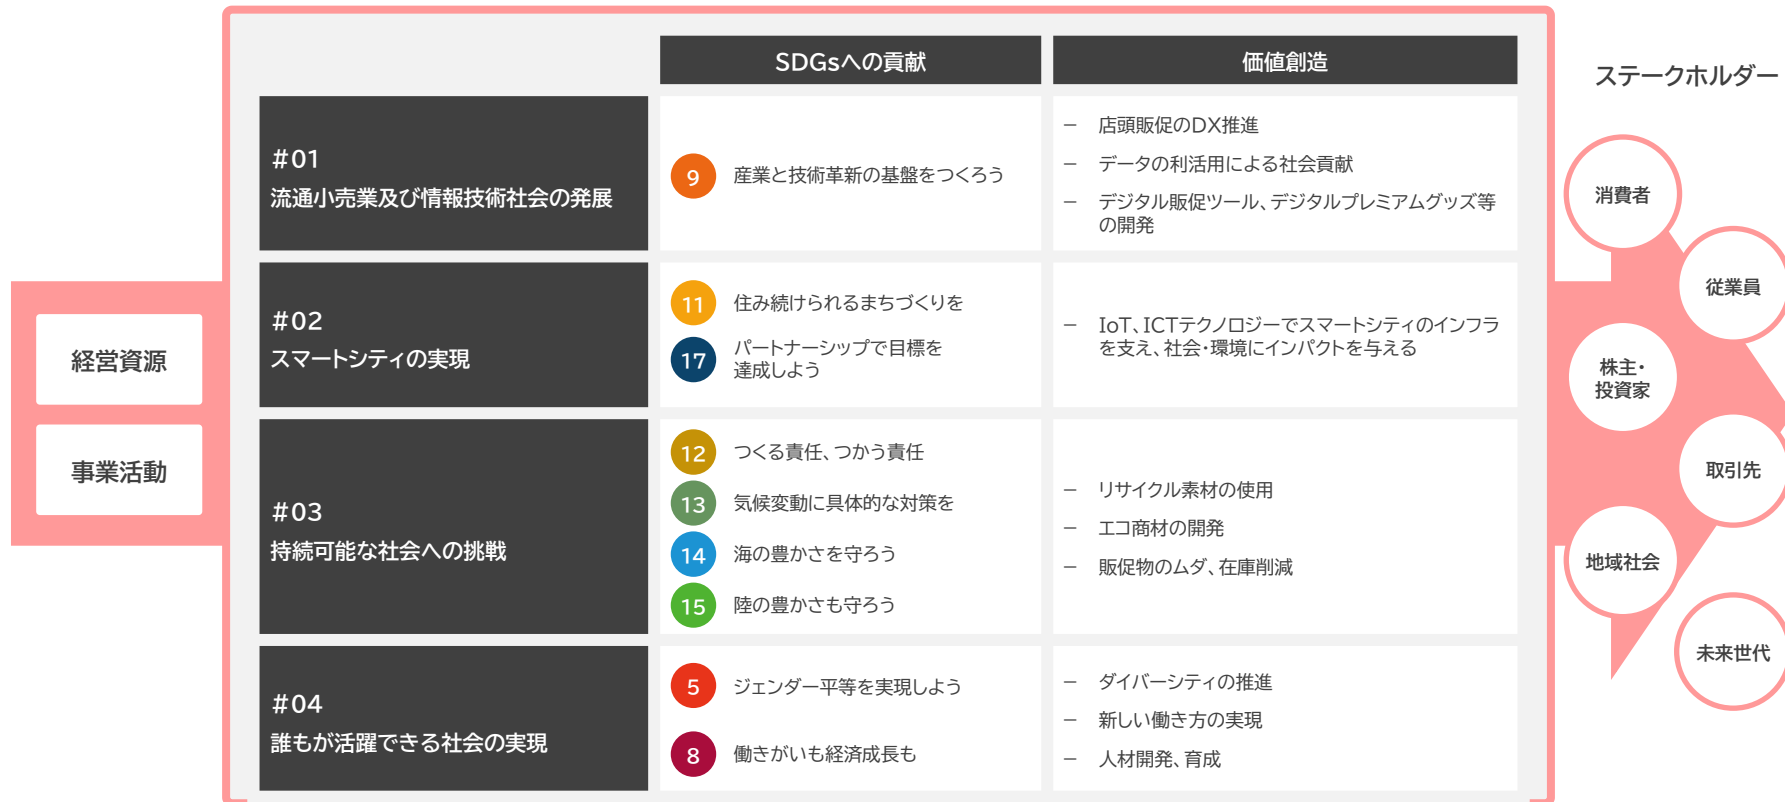 経営資源
事業活動
SDGsへの貢献
価値創造
#01
流通小売業及び情報技術社会の発展
9
産業と技術革新の基盤をつくろう
− 店頭販促のDX推進
− データの利活用による社会貢献
− デジタル販促ツール、デジタルプレミアムグッズ等
の開発
#02
スマートシティの実現
11
住み続けられるまちづくりを
17
パートナーシップで目標を
達成しよう
− IoT、ICTテクノロジーでスマートシティのインフラ
を支え、社会・環境にインパクトを与える
#03
持続可能な社会への挑戦
12
つくる責任、つかう責任
13
気候変動に具体的な対策を
14
海の豊かさを守ろう
15
陸の豊かさも守ろう
− リサイクル素材の使用
− エコ商材の開発
− 販促物のムダ、在庫削減
#04
誰もが活躍できる社会の実現
5
ジェンダー平等を実現しよう
8
働きがいも経済成長も
− ダイバーシティの推進
− 新しい働き方の実現
− 人材開発、育成
ステークホルダー
消費者
従業員
株主・
投資家
取引先
地域社会
未来世代